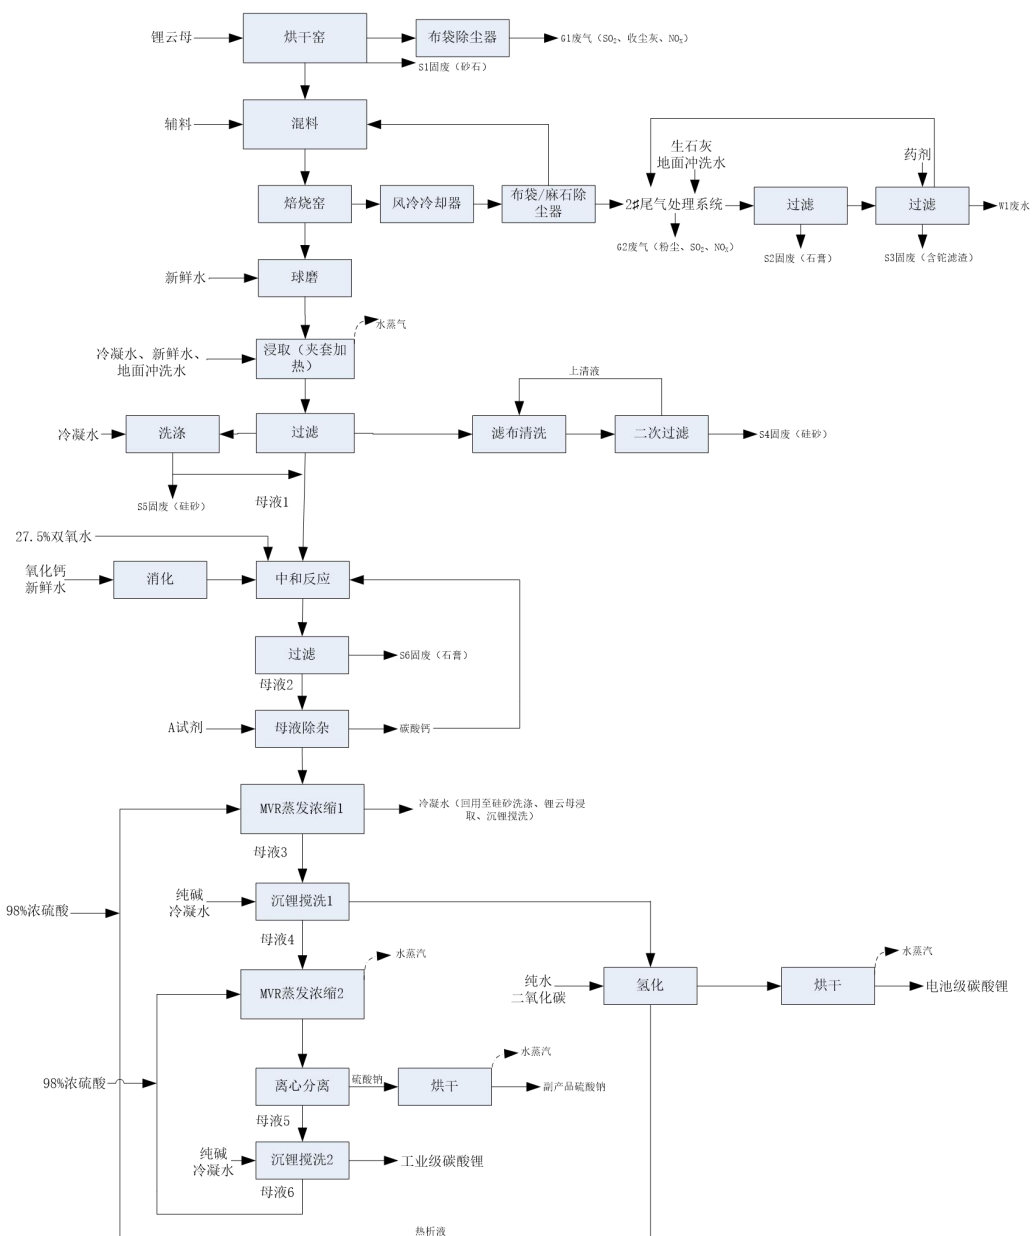 锂云母
烘干窑
布袋除尘器
G1废气（SO₂、收尘灰、NOₓ）
S1固废（砂石）
辅料
混料
生石灰
地面冲洗水
药剂
焙烧窑
风冷冷却器
布袋/麻石除
尘器
2#尾气处理系统
过滤
过滤
W1废水
G2废气（粉尘、SO₂、NOₓ）
S2固废（石膏）
S3固废（含铊滤渣）
新鲜水
球磨
水蒸气
冷凝水、新鲜水、
地面冲洗水
浸取（夹套加
热）
上清液
冷凝水
洗涤
过滤
滤布清洗
二次过滤
S4固废（硅砂）
S5固废（硅砂）
母液1
27.5%双氧水
氧化钙
新鲜水
消化
中和反应
过滤
S6固废（石膏）
母液2
A试剂
母液除杂
碳酸钙
MVR蒸发浓缩1
冷凝水（回用至硅砂洗涤、锂云母浸
取、沉锂搅洗）
母液3
纯碱
冷凝水
沉锂搅洗1
98%浓硫酸
母液4
水蒸汽
水蒸汽
MVR蒸发浓缩2
纯水
二氧化碳
氢化
烘干
电池级碳酸锂
水蒸汽
98%浓硫酸
离心分离
硫酸钠
烘干
副产品硫酸钠
母液5
纯碱
冷凝水
沉锂搅洗2
工业级碳酸锂
母液6
热析液